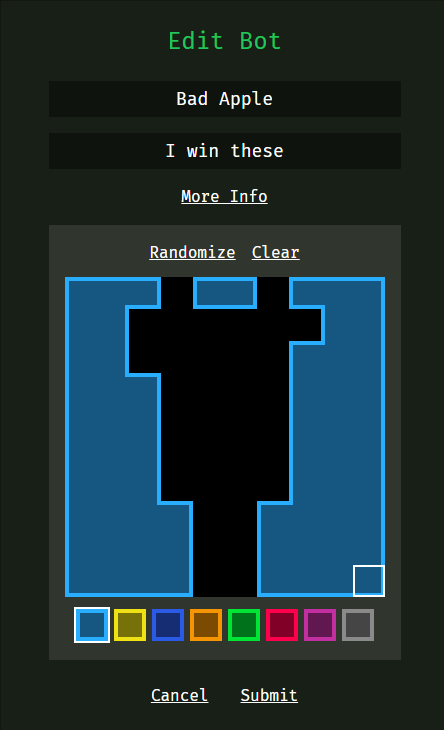 Edit Bot
Bad Apple
I win these
More Info
Randomize Clear
Cancel Submit